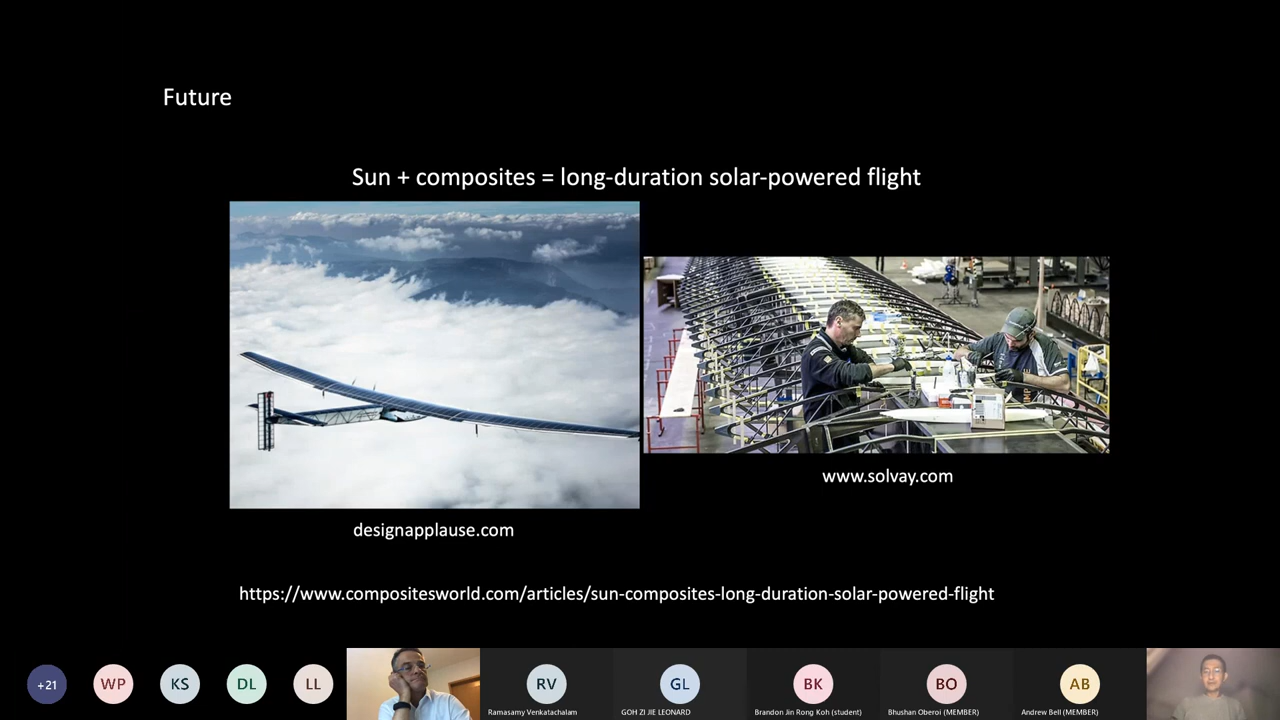 Future
Sun + composites = long-duration solar-powered flight
www.solvay.com
designapplause.com
https://www.compositesworld.com/articles/sun-composites-long-duration-solar-powered-flight
+21
WP
KS
DL
LL
RV
GL
BK
BO
AB
Ramasamy Venkatachalam
GOH ZI JIE LEONARD
Brandon Jin Rong Koh (student)
Bhushan Oberoi (MEMBER)
Andrew Bell (MEMBER)